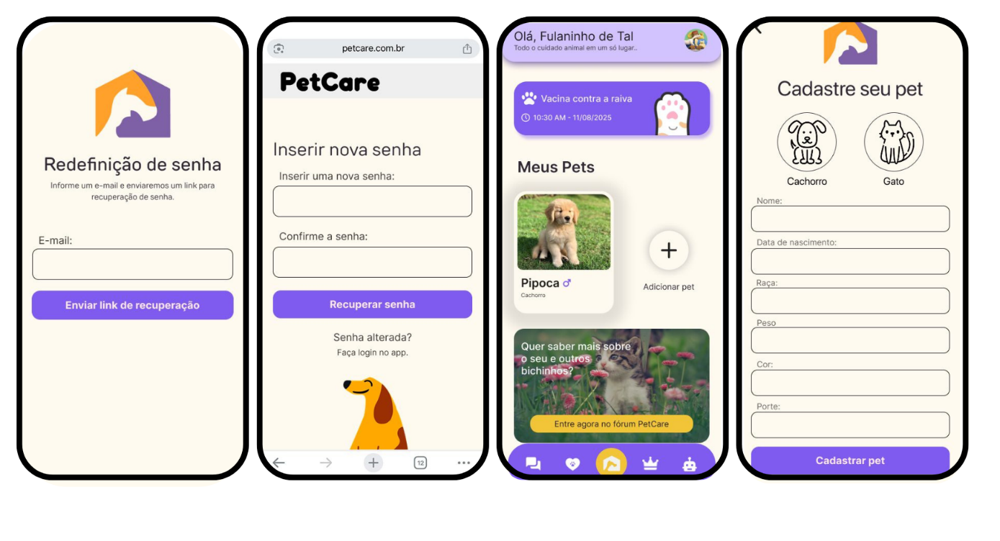 Redefinição de senha
Informe um e-mail e enviaremos um link para
recuperação de senha.
E-mail:
Enviar link de recuperação
petcare.com.br
PetCare
Inserir nova senha
Inserir uma nova senha:
Confirme a senha:
Recuperar senha
Senha alterada?
Faça login no app.
12
Olá, Fulaninho de Tal
Todo o cuidado animal em um só lugar..
Vacina contra a raiva
10:30 AM - 11/08/2025
Meus Pets
Pipoca
Cachorro
Adicionar pet
Quer saber mais sobre
o seu e outros
bichinhos?
Entre agora no fórum PetCare
Cadastre seu pet
Cachorro
Gato
Nome:
Data de nascimento:
Raça:
Peso
Cor:
Porte:
Cadastrar pet